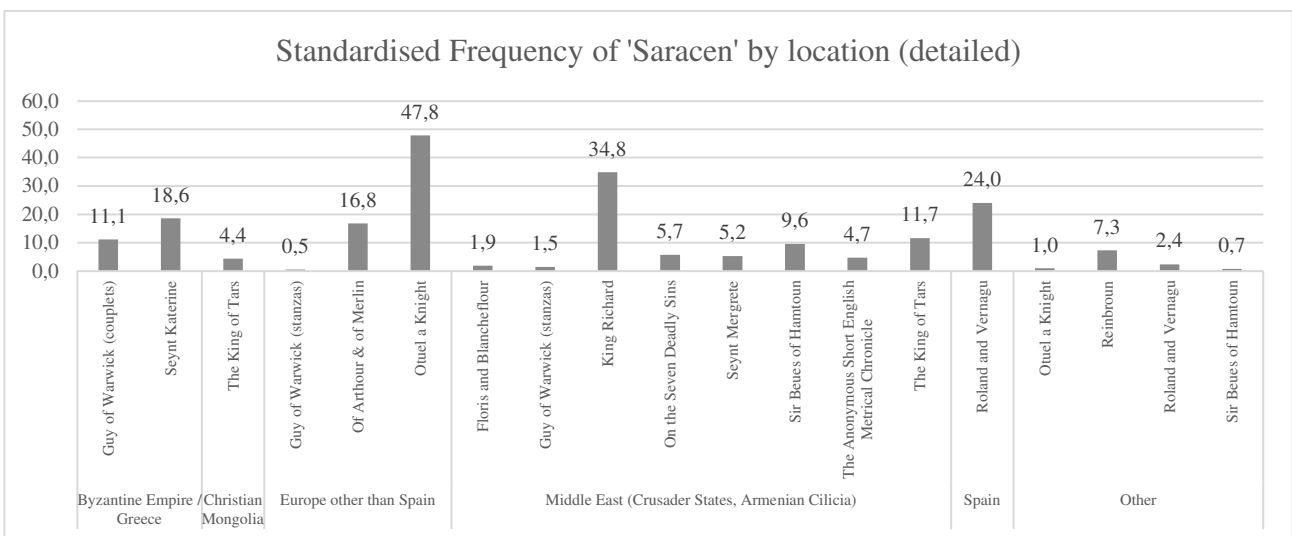 Standardised Frequency of 'Saracen' by location (detailed)
60,0
50,0
40,0
30,0
20,0
10,0
0,0
11,1
18,6
4,4
0,5
16,8
47,8
1,9
1,5
34,8
5,7
5,2
9,6
4,7
11,7
24,0
1,0
7,3
2,4
0,7
Guy of Warwick (couplets)
Seynt Katerine
The King of Tars
Guy of Warwick (stanzas)
Of Arthour & of Merlin
Otuel a Knight
Floris and Blancheflour
Guy of Warwick (stanzas)
King Richard
On the Seven Deadly Sins
Seynt Mergrete
Sir Beues of Hamtoun
The Anonymous Short English
Metrical Chronicle
The King of Tars
Roland and Vernagu
Otuel a Knight
Reinbroun
Roland and Vernagu
Sir Beues of Hamtoun
Byzantine Empire /
Greece
Christian
Mongolia
Europe other than Spain
Middle East (Crusader States, Armenian Cilicia)
Spain
Other